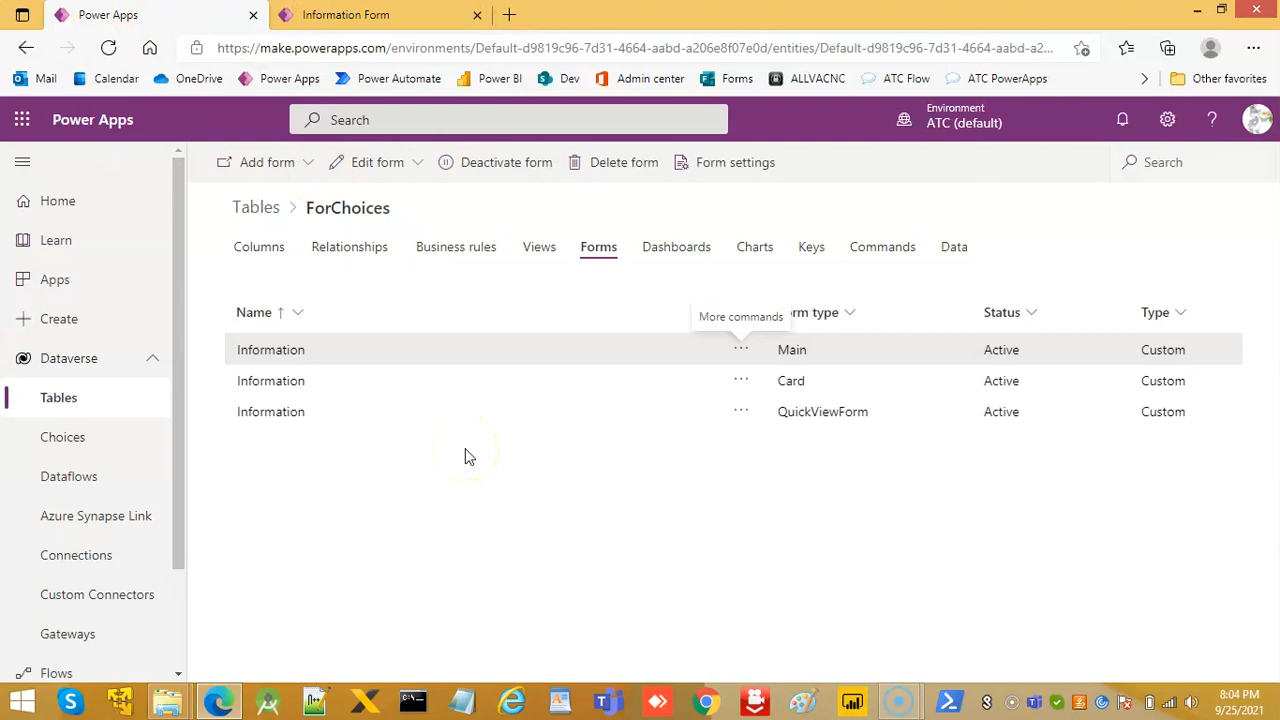 Power Apps
Information Form
https://make.powerapps.com/environments/Default-d9819c96-7d31-4664-aabd-a206e8f07e0d/entities/Default-d9819c96-7d31-4664-aabd-a2...
Mail Calendar OneDrive Power Apps Power Automate Power BI Dev Admin center Forms ALLVACNC ATC Flow ATC PowerApps Other favorites
Power Apps
Search
Environment
ATC (default)
Add form Edit form Deactivate form Delete form Form settings Search
Home
Learn
Apps
Create
Dataverse
Tables
Choices
Dataflows
Azure Synapse Link
Connections
Custom Connectors
Gateways
Flows
Tables > ForChoices
Columns Relationships Business rules Views Forms Dashboards Charts Keys Commands Data
Name ↑ orm type Status Type
More commands
Information ... Main Active Custom
Information ... Card Active Custom
Information ... QuickViewForm Active Custom
8:04 PM
9/25/2021